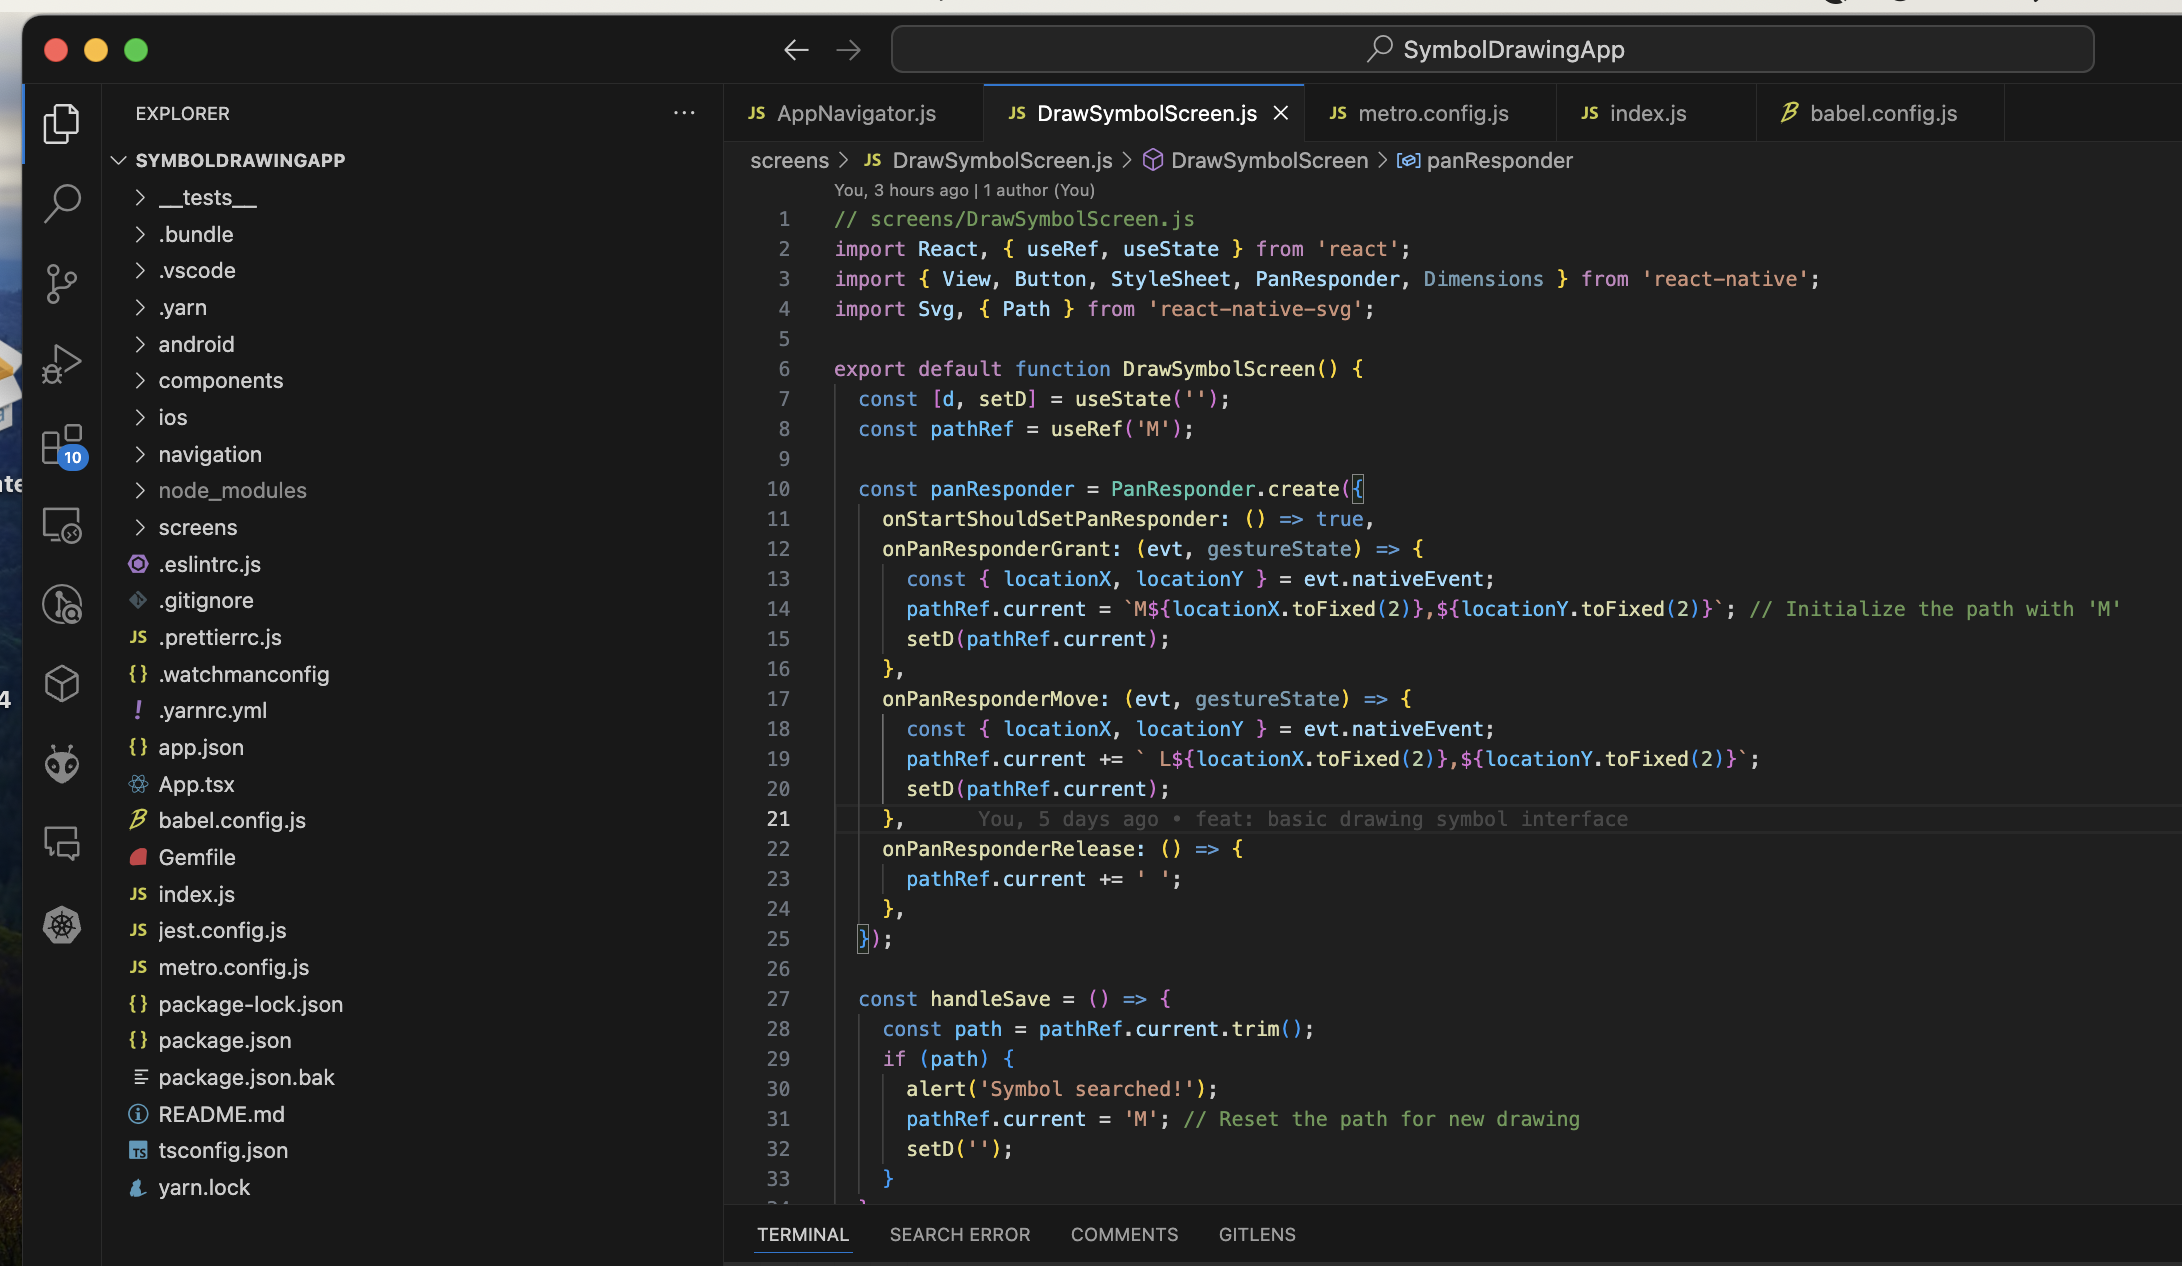 SymbolDrawingApp
EXPLORER
SYMBOLDRAWINGAPP
__tests__
.bundle
.vscode
.yarn
android
components
ios
navigation
node_modules
screens
.eslintrc.js
.gitignore
JS .prettierrc.js
{} .watchmanconfig
! .yarnrc.yml
{} app.json
App.tsx
babel.config.js
Gemfile
JS index.js
JS jest.config.js
JS metro.config.js
{} package-lock.json
{} package.json
package.json.bak
README.md
TS tsconfig.json
yarn.lock
10
JS AppNavigator.js
JS DrawSymbolScreen.js
JS metro.config.js
JS index.js
babel.config.js
screens > JS DrawSymbolScreen.js > DrawSymbolScreen > panResponder
You, 3 hours ago | 1 author (You)
1 // screens/DrawSymbolScreen.js
2 import React, { useRef, useState } from 'react';
3 import { View, Button, StyleSheet, PanResponder, Dimensions } from 'react-native';
4 import Svg, { Path } from 'react-native-svg';
5
6 export default function DrawSymbolScreen() {
7 const [d, setD] = useState('');
8 const pathRef = useRef('M');
9
10 const panResponder = PanResponder.create({
11 onStartShouldSetPanResponder: () => true,
12 onPanResponderGrant: (evt, gestureState) => {
13 const { locationX, locationY } = evt.nativeEvent;
14 pathRef.current = `M${locationX.toFixed(2)},${locationY.toFixed(2)}`; // Initialize the path with 'M'
15 setD(pathRef.current);
16 },
17 onPanResponderMove: (evt, gestureState) => {
18 const { locationX, locationY } = evt.nativeEvent;
19 pathRef.current += ` L${locationX.toFixed(2)},${locationY.toFixed(2)}`;
20 setD(pathRef.current);
21 }, You, 5 days ago • feat: basic drawing symbol interface
22 onPanResponderRelease: () => {
23 pathRef.current += ' ';
24 },
25 });
26
27 const handleSave = () => {
28 const path = pathRef.current.trim();
29 if (path) {
30 alert('Symbol searched!');
31 pathRef.current = 'M'; // Reset the path for new drawing
32 setD('');
33 }
TERMINAL
SEARCH ERROR
COMMENTS
GITLENS